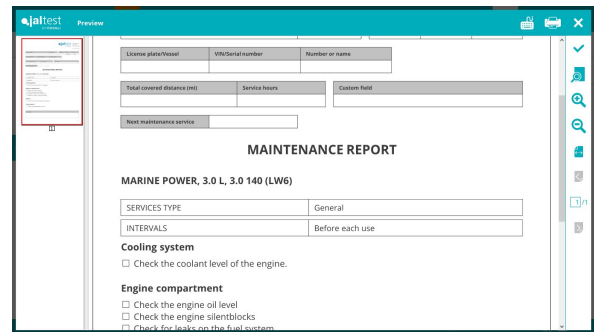 jaltest Preview
License plate/Vessel VIN/Serial number Number or name
Total covered distance (mi) Service hours Custom field
Next maintenance service
MAINTENANCE REPORT
MARINE POWER, 3.0 L, 3.0 140 (LW6)
SERVICES TYPE General
INTERVALS Before each use
Cooling system
Check the coolant level of the engine.
Engine compartment
Check the engine oil level
Check the engine silentblocks
Check for leaks on the fuel system
1
1/1